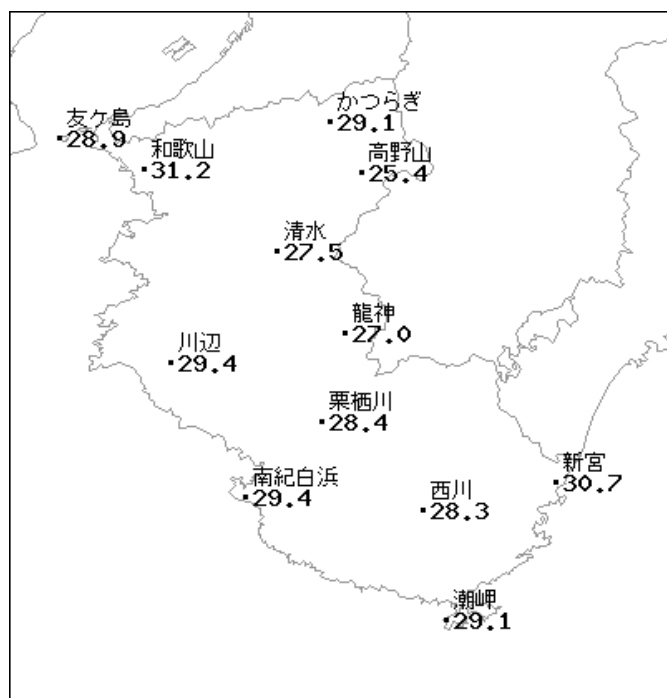 かつらぎ
29.1
友ケ島
28.9
和歌山
31.2
高野山
25.4
清水
27.5
龍神
27.0
川辺
29.4
栗栖川
28.4
新宮
30.7
南紀白浜
29.4
西川
28.3
潮岬
29.1